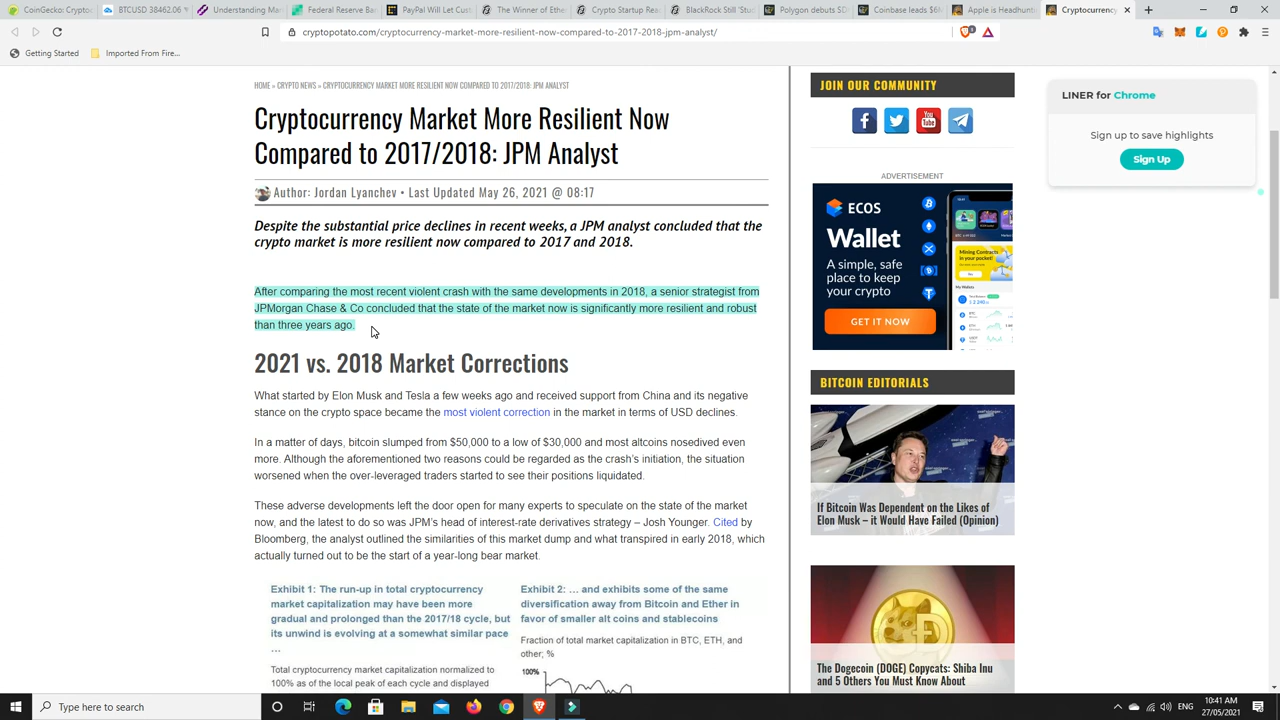 CoinGecko: Cryptoc
BTCUSD 38462.06
Understanding Mar
Federal Reserve Ba
PayPal Will Let Cust
The Winner of Ethe
Crypto Startup Rea
BlackRock Still 'Stud
Polygon debuts SD
Coinbase leads $6M
Apple is Headhuntin
Cryptocurrency
cryptopotato.com/cryptocurrency-market-more-resilient-now-compared-to-2017-2018-jpm-analyst/
Getting Started
Imported From Fire...
HOME » CRYPTO NEWS » CRYPTOCURRENCY MARKET MORE RESILIENT NOW COMPARED TO 2017/2018: JPM ANALYST
Cryptocurrency Market More Resilient Now
Compared to 2017/2018: JPM Analyst
Author: Jordan Lyanchev • Last Updated May 26, 2021 @ 08:17
Despite the substantial price declines in recent weeks, a JPM analyst concluded that the
crypto market is more resilient now compared to 2017 and 2018.
After comparing the most recent violent crash with the same developments in 2018, a senior strategist from
JPMorgan Chase & Co concluded that the state of the market now is significantly more resilient and robust
than three years ago.
2021 vs. 2018 Market Corrections
What started by Elon Musk and Tesla a few weeks ago and received support from China and its negative
stance on the crypto space became the most violent correction in the market in terms of USD declines.
In a matter of days, bitcoin slumped from $50,000 to a low of $30,000 and most altcoins nosedived even
more. Although the aforementioned two reasons could be regarded as the crash's initiation, the situation
worsened when the over-leveraged traders started to see their positions liquidated.
These adverse developments left the door open for many experts to speculate on the state of the market
now, and the latest to do so was JPM's head of interest-rate derivatives strategy – Josh Younger. Cited by
Bloomberg, the analyst outlined the similarities of this market dump and what transpired in early 2018, which
actually turned out to be the start of a year-long bear market.
Exhibit 1: The run-up in total cryptocurrency
market capitalization may have been more
gradual and prolonged than the 2017/18 cycle, but
its unwind is evolving at a somewhat similar pace
...
Total cryptocurrency market capitalization normalized to
100% as of the local peak of each cycle and displayed
Exhibit 2: ... and exhibits some of the same
diversification away from Bitcoin and Ether in
favor of smaller alt coins and stablecoins
Fraction of total market capitalization in BTC, ETH, and
other; %
100%
JOIN OUR COMMUNITY
You
Tube
ADVERTISEMENT
ECOS
Wallet
A simple, safe
place to keep
your crypto
GET IT NOW
Mining Contracts
in your pocket!
BITCOIN EDITORIALS
If Bitcoin Was Dependent on the Likes of
Elon Musk – it Would Have Failed (Opinion)
The Dogecoin (DOGE) Copycats: Shiba Inu
and 5 Others You Must Know About
LINER for Chrome
Sign up to save highlights
Sign Up
Type here to search
ENG
10:41 AM
27/05/2021